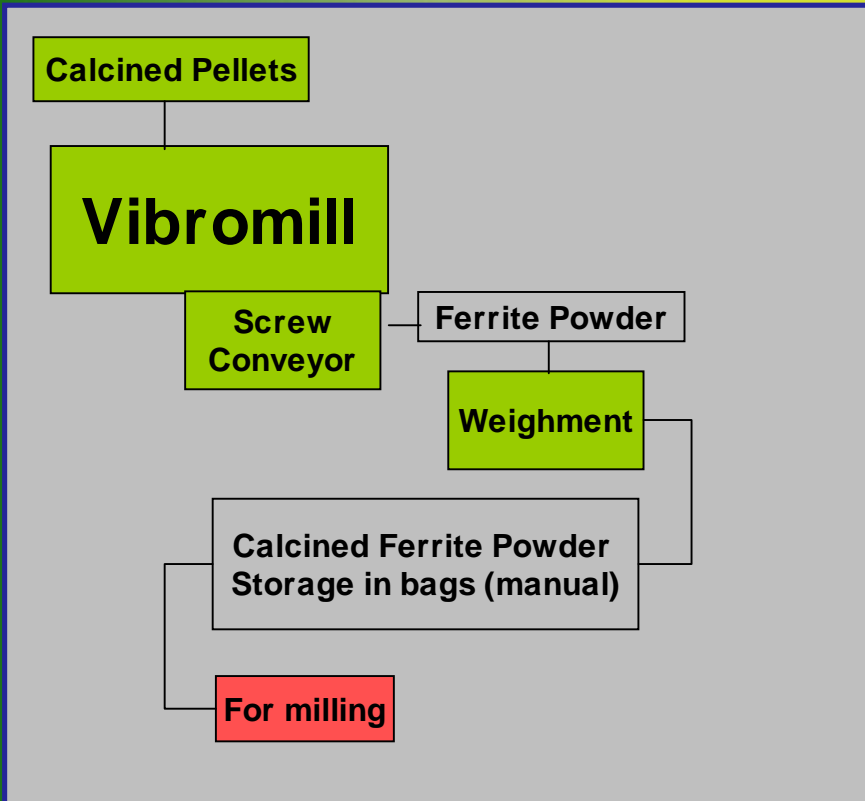 Calcined Pellets
Vibromill
Screw
Conveyor
Ferrite Powder
Weighment
Calcined Ferrite Powder
Storage in bags (manual)
For milling